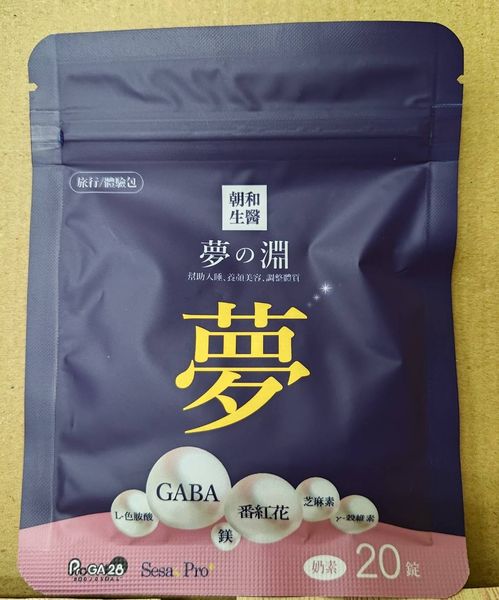 旅行/體驗包
朝和
生醫
夢の淵
幫助入睡、養顏美容、調整體質
夢
GABA
L-色胺酸
鎂
番紅花
芝麻素
γ-穀維素
PROGA28
Sesa Pro
奶素
20錠